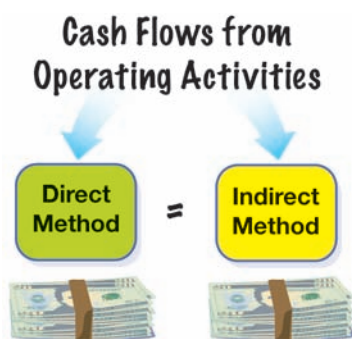 Cash Flows from
Operating Activities
Direct
Method
=
Indirect
Method